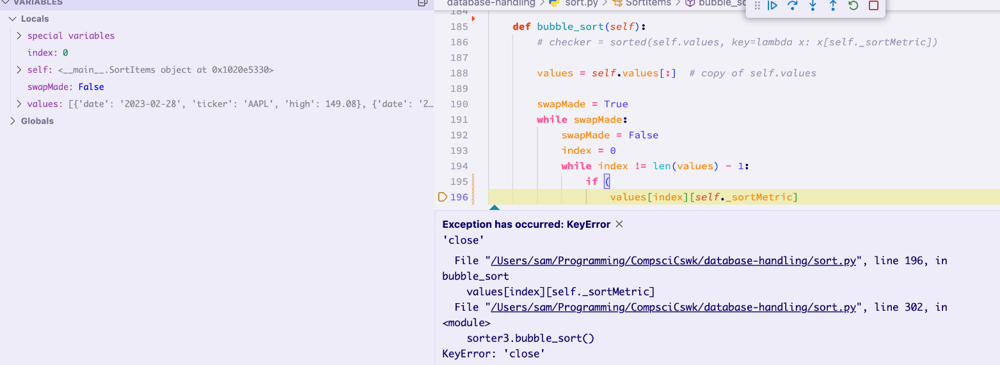 VARIABLES
Locals
special variables
index: 0
self: <__main__.SortItems object at 0x1020e5330>
swapMade: False
values: [{'date': '2023-02-28', 'ticker': 'AAPL', 'high': 149.08}, {'date': '2…
Globals
database-handling > sort.py > SortItems > bubble_so
184
185 def bubble_sort(self):
186 # checker = sorted(self.values, key=lambda x: x[self._sortMetric])
187
188 values = self.values[:]  # copy of self.values
189
190 swapMade = True
191 while swapMade:
192 swapMade = False
193 index = 0
194 while index != len(values) - 1:
195 if (
196 values[index][self._sortMetric]
Exception has occurred: KeyError ×
'close'
File "/Users/sam/Programming/CompsciCswk/database-handling/sort.py", line 196, in
bubble_sort
values[index][self._sortMetric]
File "/Users/sam/Programming/CompsciCswk/database-handling/sort.py", line 302, in
<module>
sorter3.bubble_sort()
KeyError: 'close'